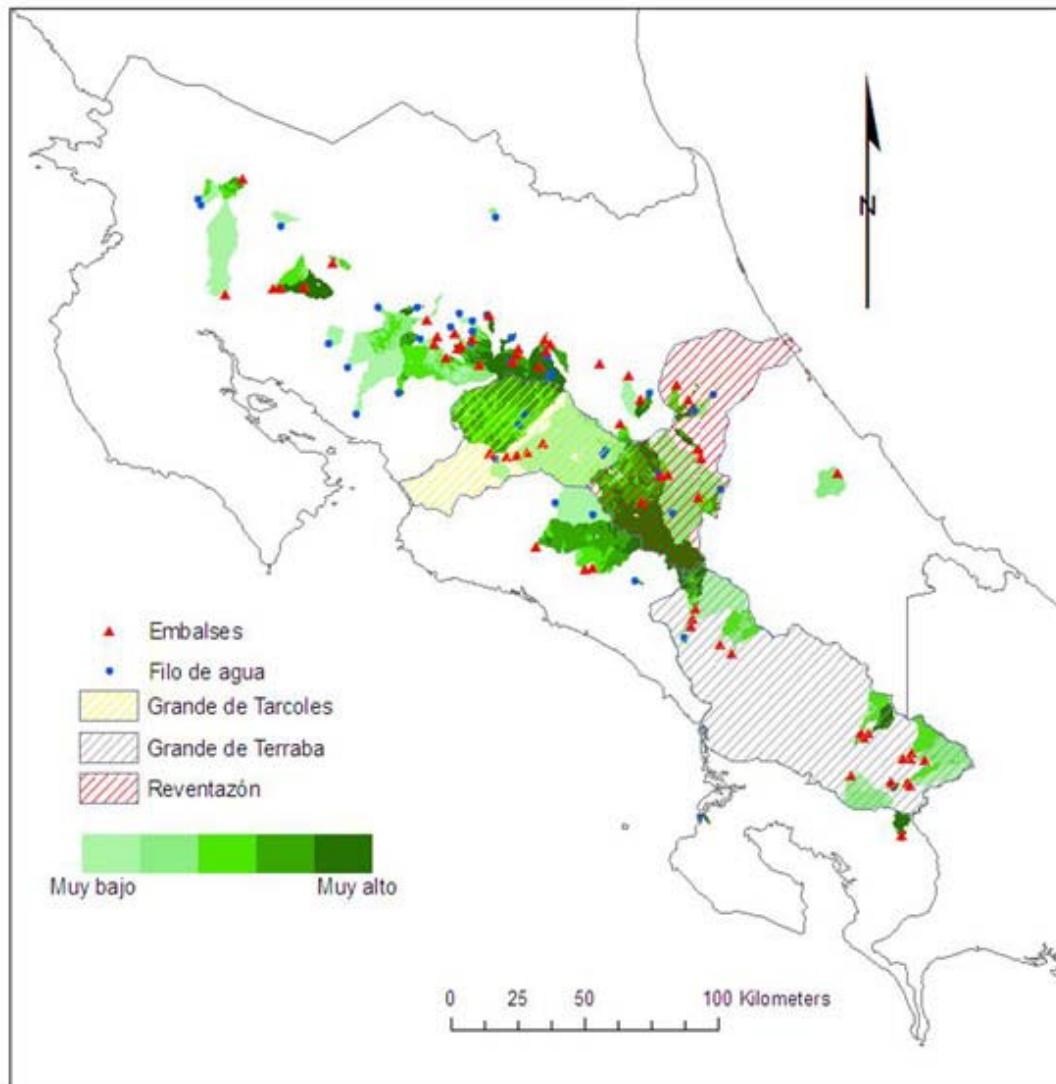 N
Embalses
Filo de agua
Grande de Tarcoles
Grande de Terraba
Reventazón
Muy bajo Muy alto
0 25 50 100 Kilometers